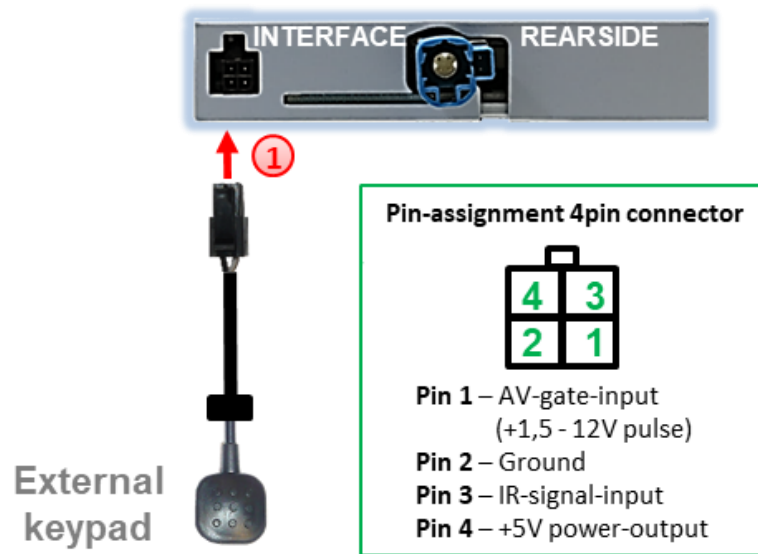 INTERFACE REARSIDE
1
Pin-assignment 4pin connector
4 3
2 1
Pin 1 – AV-gate-input
(+1,5 - 12V pulse)
Pin 2 – Ground
Pin 3 – IR-signal-input
Pin 4 – +5V power-output
External
keypad